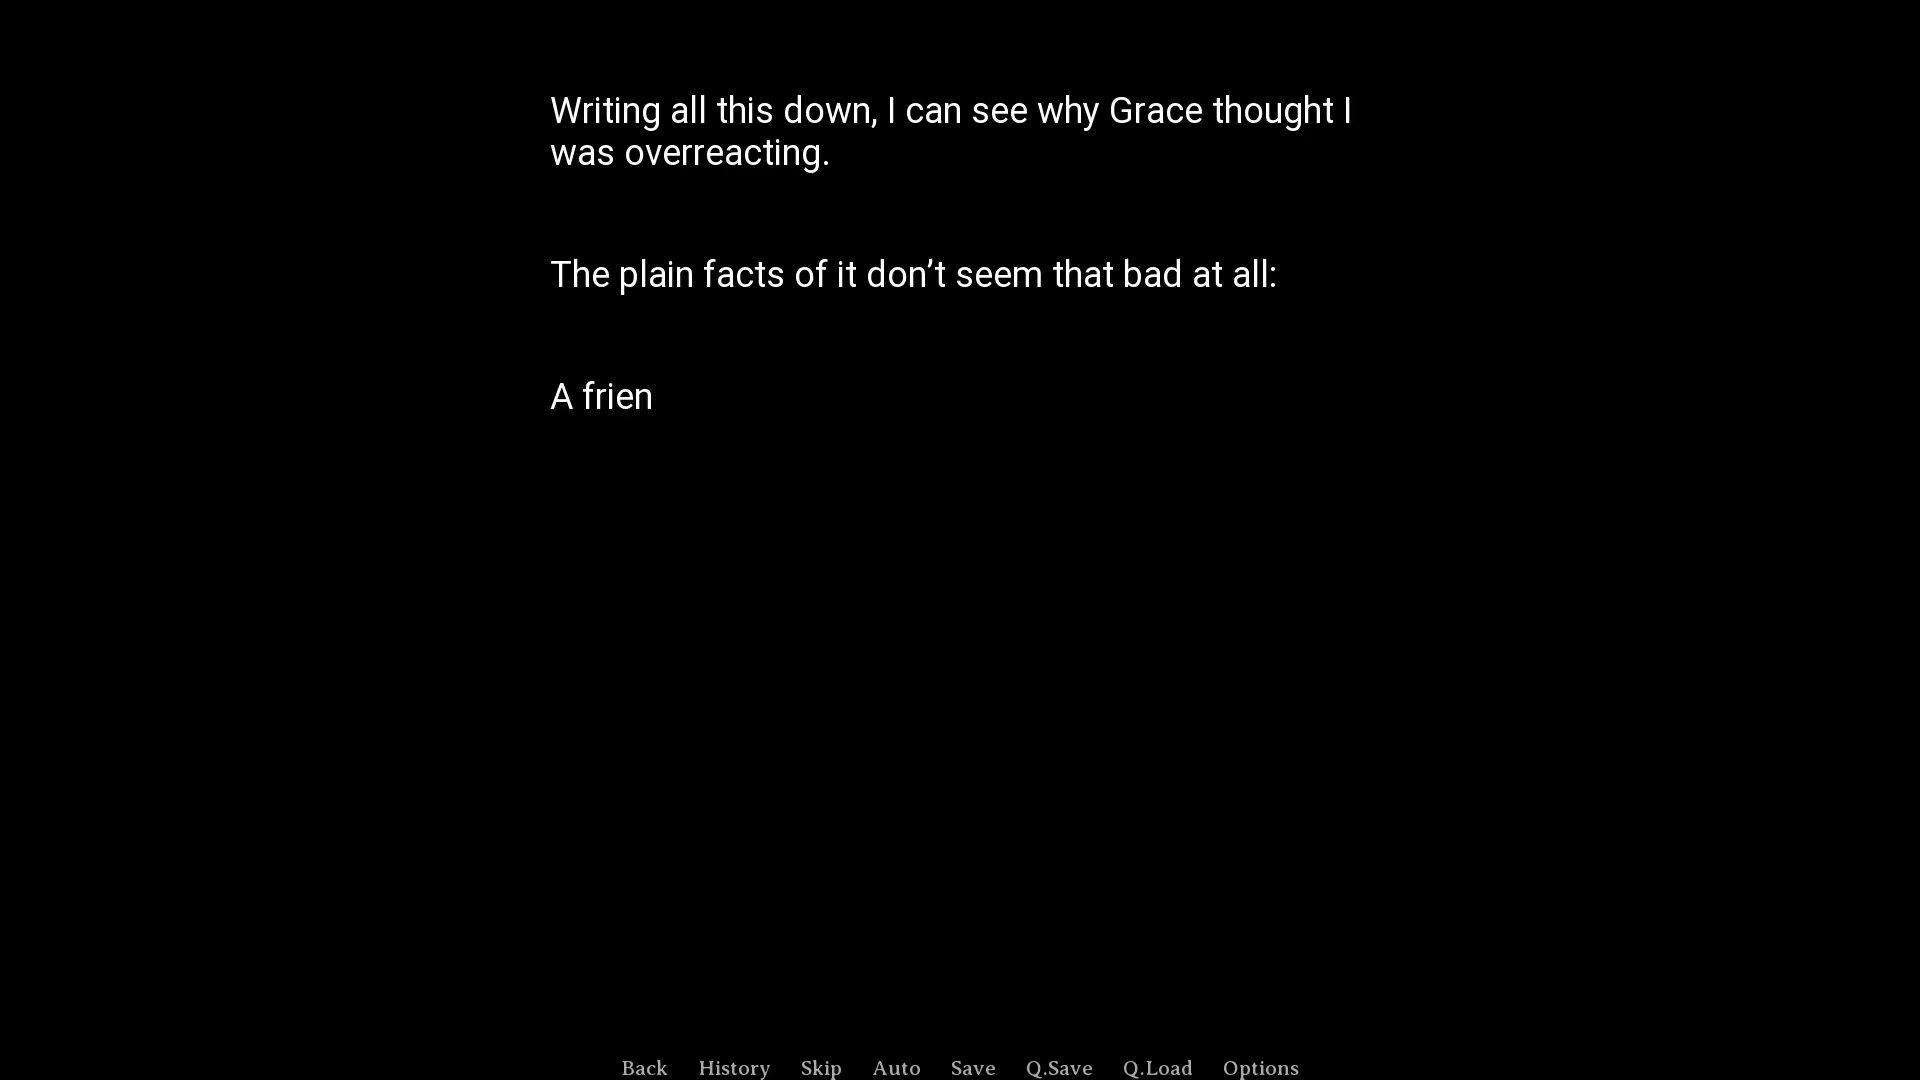 Writing all this down, I can see why Grace thought I
was overreacting.
The plain facts of it don’t seem that bad at all:
A frien
Back History Skip Auto Save Q.Save Q.Load Options